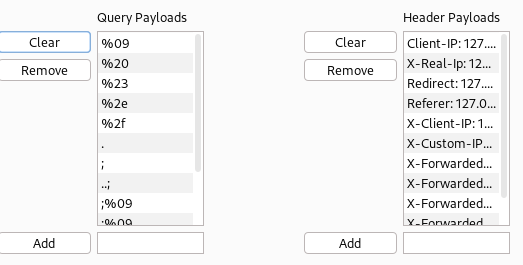 Query Payloads
Clear
Remove
%09
%20
%23
%2e
%2f
.
;
..;
;%09
;%09
Add
Header Payloads
Clear
Remove
Client-IP: 127....
X-Real-Ip: 12...
Redirect: 127....
Referer: 127.0...
X-Client-IP: 1...
X-Custom-IP...
X-Forwarded...
X-Forwarded...
X-Forwarded...
X-Forwarded...
Add